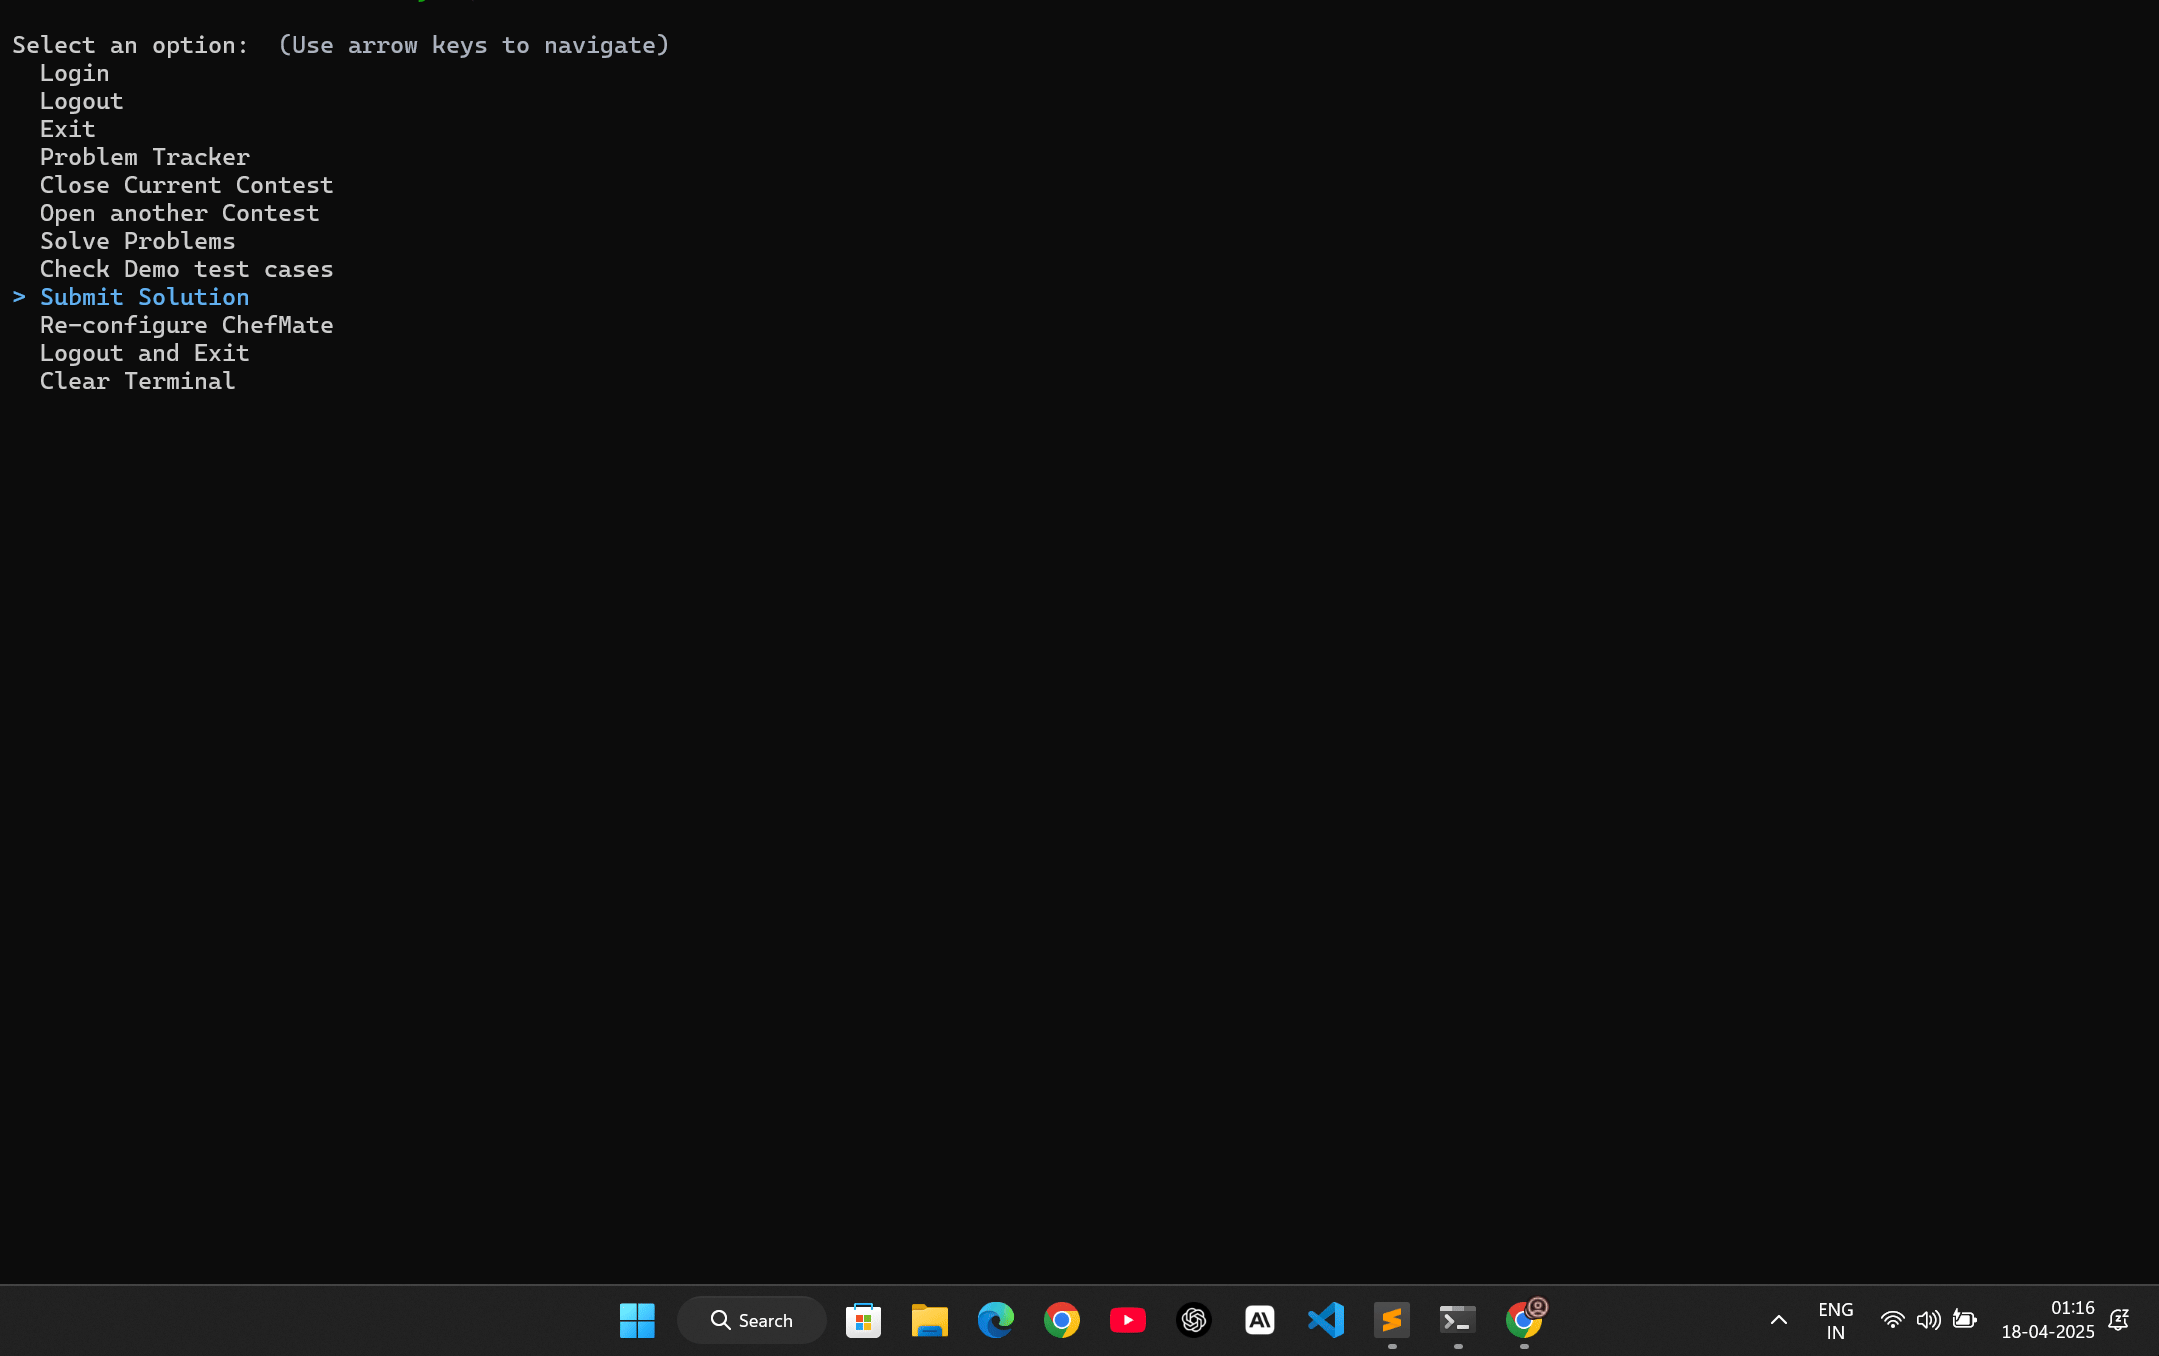 Select an option:  (Use arrow keys to navigate)
Login
Logout
Exit
Problem Tracker
Close Current Contest
Open another Contest
Solve Problems
Check Demo test cases
> Submit Solution
Re-configure ChefMate
Logout and Exit
Clear Terminal
Search
ENG
IN
01:16
18-04-2025